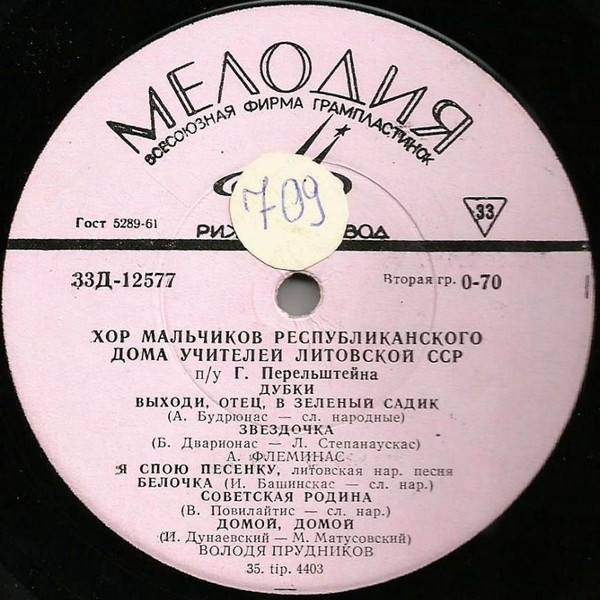 МЕЛОДИЯ
ВСЕСОЮЗНАЯ ФИРМА ГРАМПЛАСТИНОК
709
Гост 5289-61
33
33Д-12577
Вторая гр. 0-70
ХОР МАЛЬЧИКОВ РЕСПУБЛИКАНСКОГО
ДОМА УЧИТЕЛЕЙ ЛИТОВСКОЙ ССР
п/у Г. Перельштейна
ДУБКИ
ВЫХОДИ, ОТЕЦ, В ЗЕЛЕНЫЙ САДИК
(А. Будрюнас — сл. народные)
ЗВЕЗДОЧКА
(Б. Дварионас — Л. Степанаускас)
А. ФЛЕМИНАС
Я СПОЮ ПЕСЕНКУ, литовская нар. песня
БЕЛОЧКА (И. Башинскас — сл. нар.)
СОВЕТСКАЯ РОДИНА
(В. Повилайтис — сл. нар.)
ДОМОЙ, ДОМОЙ
(И. Дунаевский — М. Матусовский)
ВОЛОДЯ ПРУДНИКОВ
35. tip. 4403